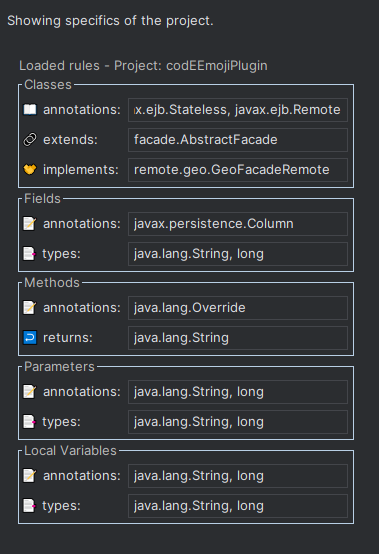 Showing specifics of the project.
Loaded rules - Project: codEEmojiPlugin
Classes
annotations: x.ejb.Stateless, javax.ejb.Remote
extends: facade.AbstractFacade
implements: remote.geo.GeoFacadeRemote
Fields
annotations: javax.persistence.Column
types: java.lang.String, long
Methods
annotations: java.lang.Override
returns: java.lang.String
Parameters
annotations: java.lang.String, long
types: java.lang.String, long
Local Variables
annotations: java.lang.String, long
types: java.lang.String, long